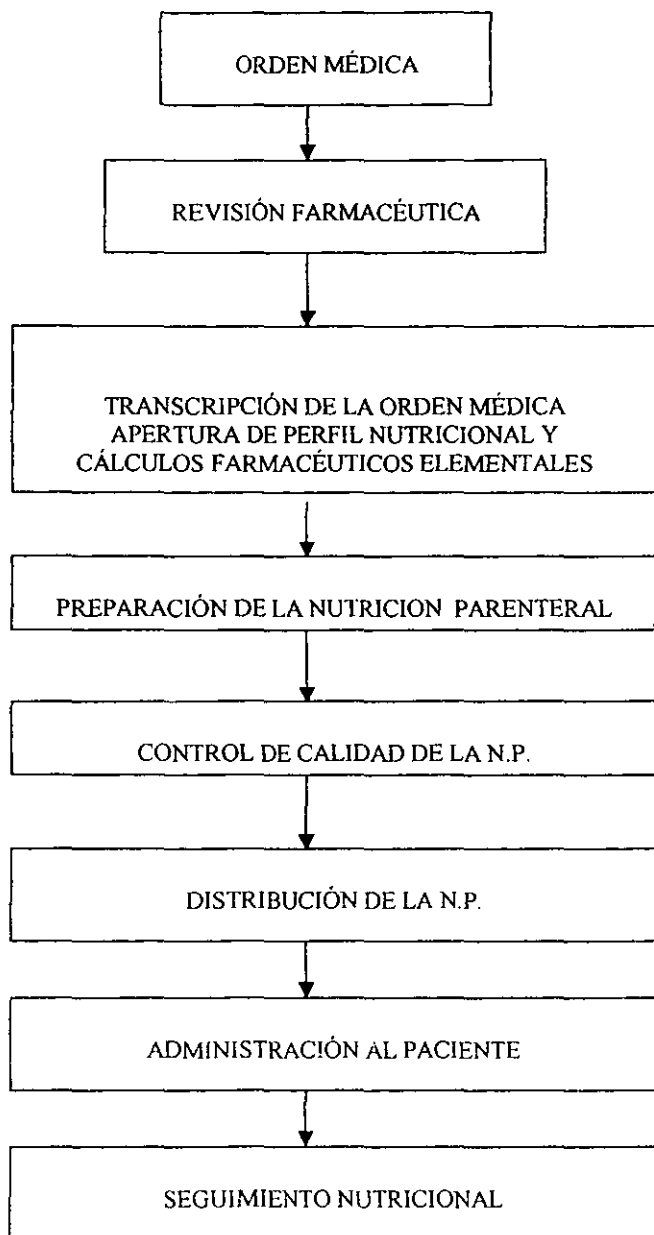 ORDEN MÉDICA
REVISIÓN FARMACÉUTICA
TRANSCRIPCIÓN DE LA ORDEN MÉDICA
APERTURA DE PERFIL NUTRICIONAL Y
CÁLCULOS FARMACÉUTICOS ELEMENTALES
PREPARACIÓN DE LA NUTRICION PARENTERAL
CONTROL DE CALIDAD DE LA N.P.
DISTRIBUCIÓN DE LA N.P.
ADMINISTRACIÓN AL PACIENTE
SEGUIMIENTO NUTRICIONAL